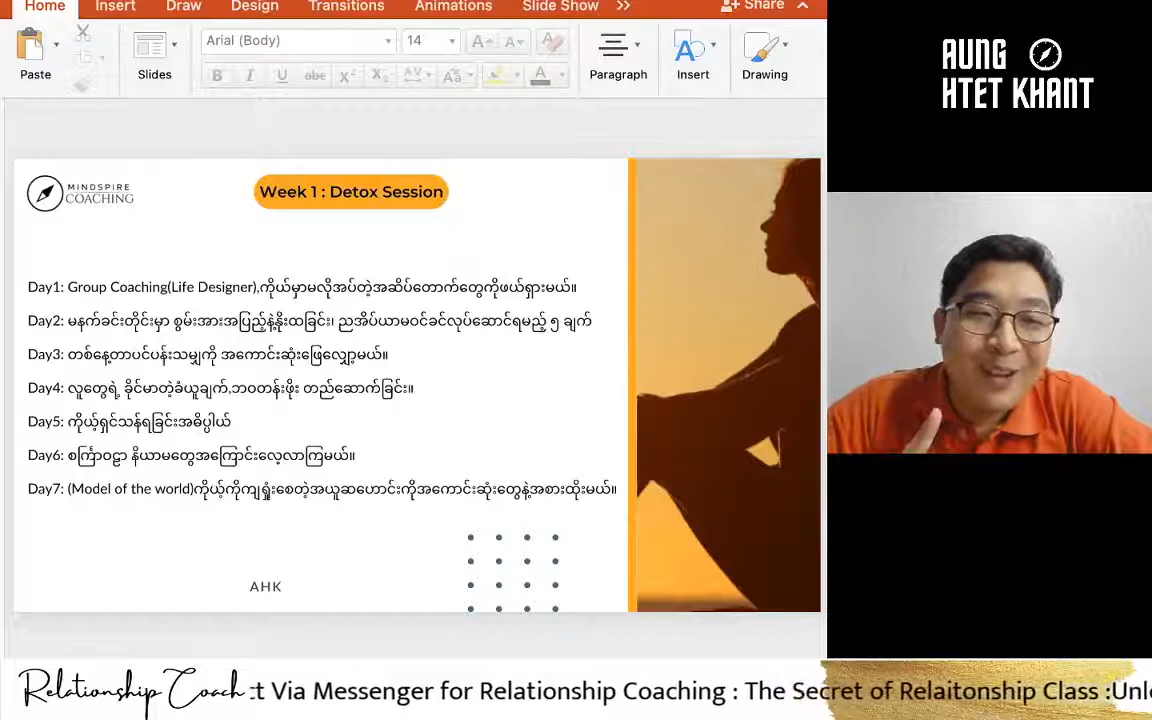 Home Insert Draw Design Transitions Animations Slide Show >> Share
Arial (Body) 14
Paste Slides Paragraph Insert Drawing
AUNG
HTET KHANT
MINDSPIRE
COACHING
Week 1 : Detox Session
Day1: Group Coaching(Life Designer),ကိုယ်မှာမလိုအပ်တဲ့အဆိပ်တောက်တွေကိုဖယ်ရှားမယ်။
Day2: မနက်ခင်းတိုင်းမှာ စွမ်းအားအပြည့်နဲ့နိုးထခြင်း၊ ညအိပ်ယာမဝင်ခင်လုပ်ဆောင်ရမည့် ၅ ချက်
Day3: တစ်နေ့တာပင်ပန်းသမျှကို အကောင်းဆုံးဖြေလျှော့မယ်။
Day4: လူတွေရဲ့ ခိုင်မာတဲ့ခံယူချက်,ဘဝတန်းဖိုး တည်ဆောက်ခြင်း။
Day5: ကိုယ့်ရှင်သန်ရခြင်းအဓိပ္ပါယ်
Day6: စင်္ကြာဝဠာ နိယာမတွေအကြောင်းလေ့လာကြမယ်။
Day7: (Model of the world)ကိုယ့်ကိုကျရှုံးစေတဲ့အယူဆဟောင်းကိုအကောင်းဆုံးတွေနဲ့အစားထိုးမယ်။
AHK
Relationship Coach
ct Via Messenger for Relationship Coaching : The Secret of Relaitonship Class :Unlo